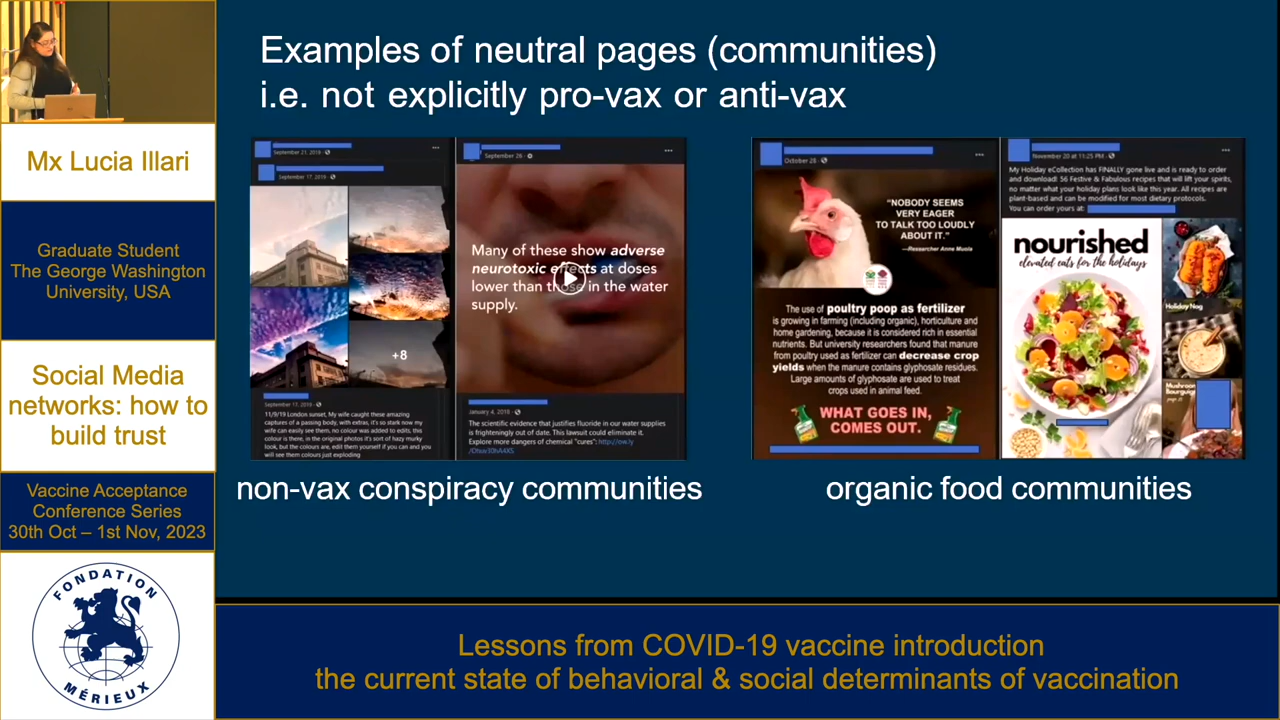 Mx Lucia Illari
Graduate Student
The George Washington
University, USA
Social Media
networks: how to
build trust
Vaccine Acceptance
Conference Series
30th Oct – 1st Nov, 2023
FONDATION
MÉRIEUX
Examples of neutral pages (communities)
i.e. not explicitly pro-vax or anti-vax
September 21, 2019
September 17, 2019
+8
September 17, 2019
11/9/19 London sunset, My wife caught these amazing
captures of a passing body, with extras, it's so stark now my
wife can easily see them, no colour was added to edits, this
colour is there, in the original photos it's sort of hazy murky
look, but the colours are, edit them yourself if you can and you
will see them colours just exploding
September 26
Many of these show adverse
neurotoxic effects at doses
lower than those in the water
supply.
January 4, 2018
The scientific evidence that justifies fluoride in our water supplies
is frighteningly out of date. This lawsuit could eliminate it.
Explore more dangers of chemical "cures": http://ow.ly
non-vax conspiracy communities
October 28
"NOBODY SEEMS
VERY EAGER
TO TALK TOO LOUDLY
ABOUT IT."
—Researcher Anne Muola
The use of poultry poop as fertilizer
is growing in farming (including organic), horticulture and
home gardening, because it is considered rich in essential
nutrients. But university researchers found that manure
from poultry used as fertilizer can decrease crop
yields when the manure contains glyphosate residues.
Large amounts of glyphosate are used to treat
crops used in animal feed.
WHAT GOES IN,
COMES OUT.
November 20 at 11:25 PM
My Holiday eCollection has FINALLY gone live and is ready to order
and download! 56 Festive & Fabulous recipes that will lift your spirits,
no matter what your holiday plans look like this year. All recipes are
plant-based and can be modified for most dietary protocols.
You can order yours at:
nourished
elevated eats for the holidays
Holiday Nog
Mushroom
Bourguignon
organic food communities
Lessons from COVID-19 vaccine introduction
the current state of behavioral & social determinants of vaccination